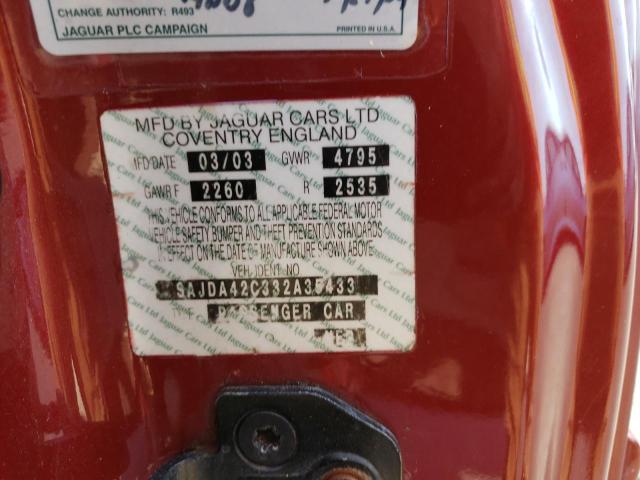 CHANGE AUTHORITY: R493
JAGUAR PLC CAMPAIGN
PRINTED IN U.S.A.
MFD BY JAGUAR CARS LTD
COVENTRY ENGLAND
MFD DATE 03/03 GVWR 4795
GAWR F 2260 R 2535
THIS VEHICLE CONFORMS TO ALL APPLICABLE FEDERAL MOTOR
VEHICLE SAFETY BUMPER AND THEFT PREVENTION STANDARDS
IN EFFECT ON THE DATE OF MANUFACTURE SHOWN ABOVE
VEH IDENT NO
SAJDA42C332A35433
TYPE PASSENGER CAR